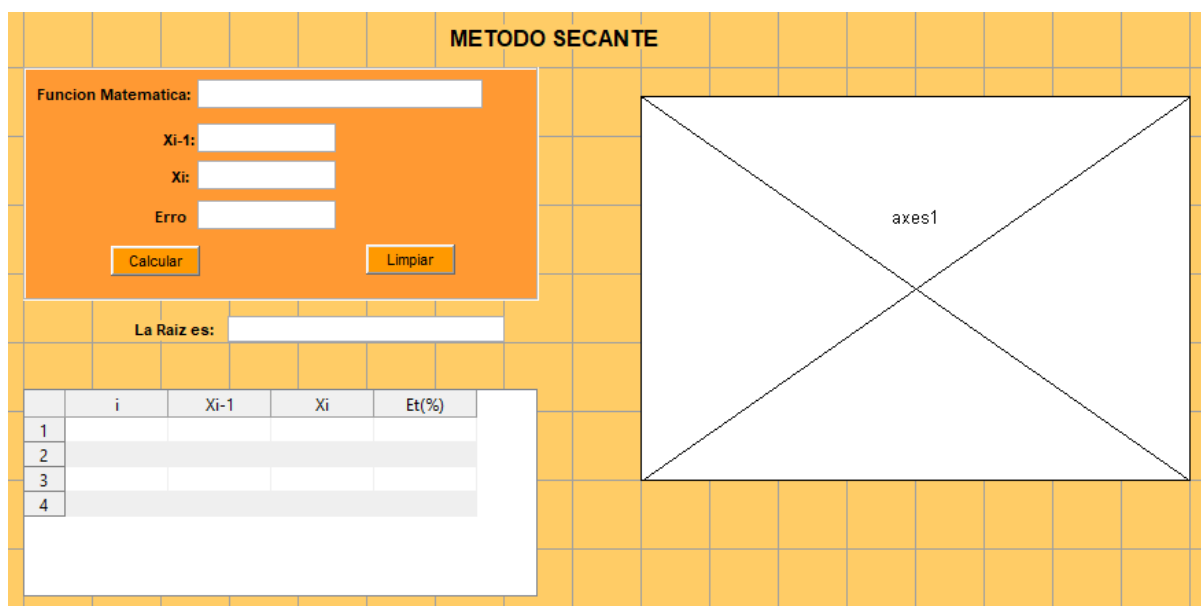 METODO SECANTE
Funcion Matematica:
Xi-1:
Xi:
Erro
Calcular Limpiar
La Raiz es:
i Xi-1 Xi Et(%)
1
2
3
4
axes1